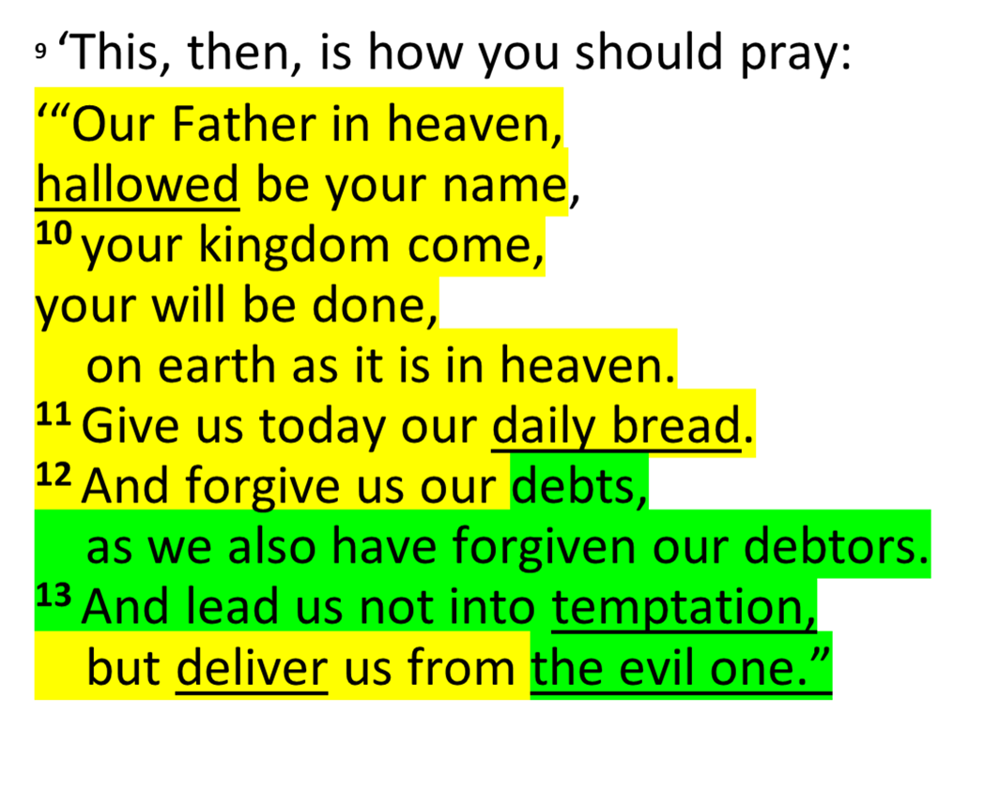 9 ‘This, then, is how you should pray:
‘“Our Father in heaven,
hallowed be your name,
10 your kingdom come,
your will be done,
on earth as it is in heaven.
11 Give us today our daily bread.
12 And forgive us our debts,
as we also have forgiven our debtors.
13 And lead us not into temptation,
but deliver us from the evil one.”